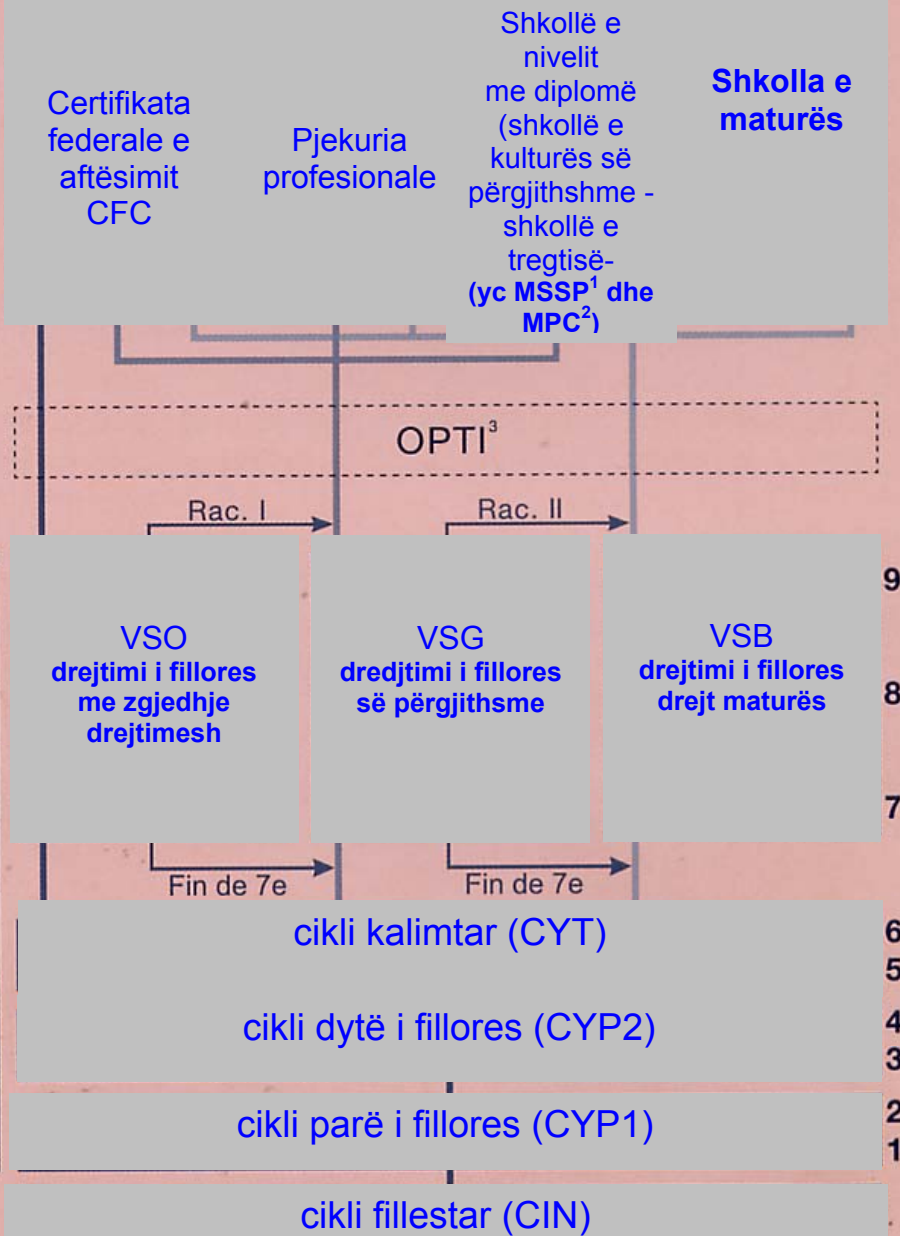 Certifikata
federale e
aftësimit
CFC
Pjekuria
profesionale
Shkollë e
nivelit
me diplomë
(shkollë e
kulturës së
përgjithshme -
shkollë e
tregtisë-
(yc MSSP¹ dhe
MPC²)
Shkolla e
maturës
OPTI³
Rac. I
Rac. II
VSO
drejtimi i fillores
me zgjedhje
drejtimesh
VSG
dredjtimi i fillores
së përgjithsme
VSB
drejtimi i fillores
drejt maturës
9
8
7
Fin de 7e
Fin de 7e
cikli kalimtar (CYT)
6
5
cikli dytë i fillores (CYP2)
4
3
cikli parë i fillores (CYP1)
2
1
cikli fillestar (CIN)